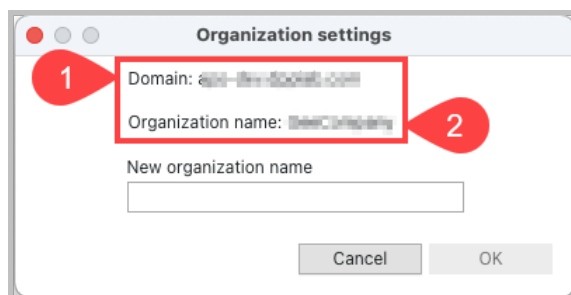 Organization settings
1
Domain:
Organization name:
2
New organization name
Cancel
OK